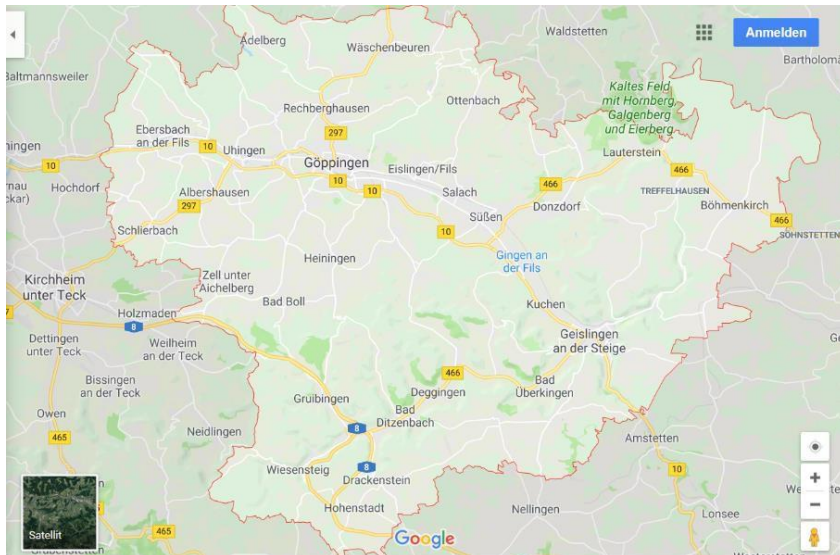 Adelberg
Wäschenbeuren
Waldstetten
Anmelden
Bartholomä
Baltmannsweiler
Rechberghausen
Ottenbach
Kaltes Feld
mit Hornberg,
Galgenberg
und Eierberg
297
Ebersbach
an der Fils
10
Uhingen
Göppingen
Eislingen/Fils
Lauterstein
10
Hochdorf
Albershausen
10
10
Salach
466
466
TREFFELHAUSEN
297
Süßen
Donzdorf
Böhmenkirch
466
Schlierbach
10
SÖHNSTETTEN
Gingen an
der Fils
Heiningen
Zell unter
Aichelberg
Kirchheim
unter Teck
Bad Boll
Kuchen
Holzmaden
8
Dettingen
unter Teck
Weilheim
an der Teck
Geislingen
an der Steige
466
Bissingen
an der Teck
Deggingen
Bad
Überkingen
Grüibingen
Bad
Ditzenbach
Owen
8
Neidlingen
465
Amstetten
Wiesensteig
8
Drackenstein
10
Hohenstadt
Nellingen
Lonsee
Satellit
465
Google